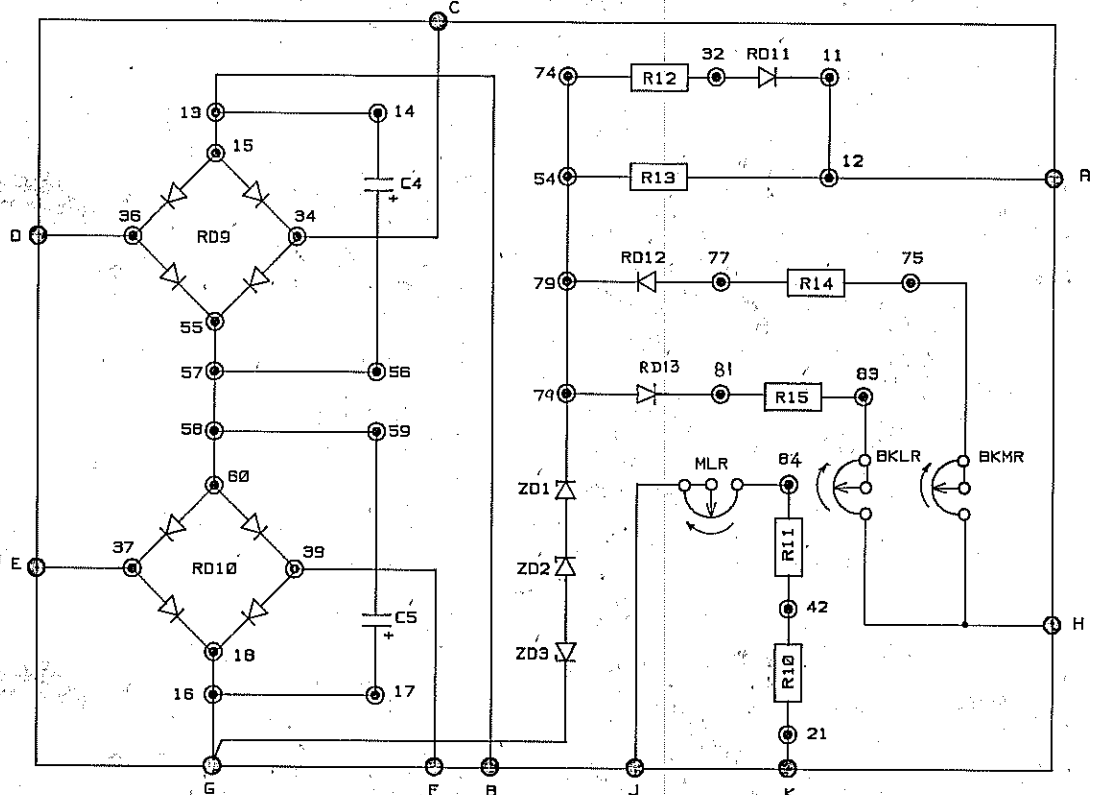 C
74
R12
32
RD11
11
13
14
15
54
R13
12
A
C4
+
36
RD9
34
D
RD12
77
75
79
R14
55
57
56
RD13
81
83
79
R15
58
59
BKLR
BKMR
MLR
84
60
ZD1
R11
37
RD10
39
E
ZD2
42
C5
+
H
18
ZD3
R10
16
17
21
G
F
B
J
K